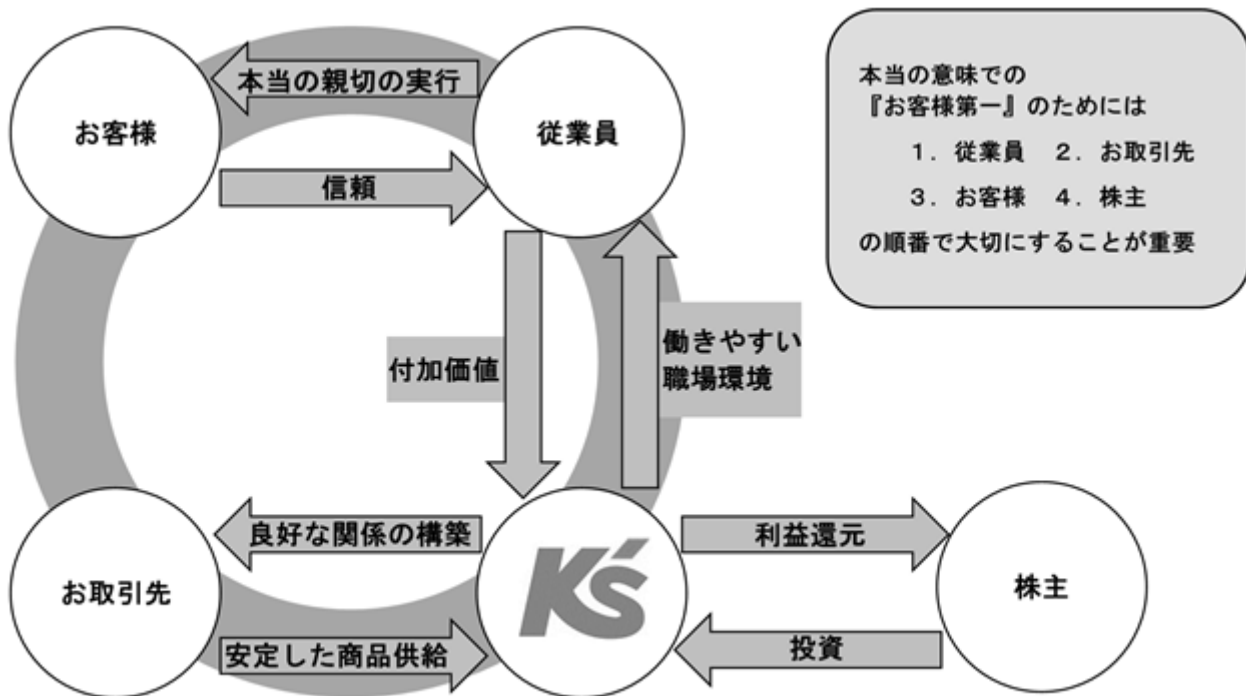 本当の親切の実行
お客様
従業員
信頼
本当の意味での
『お客様第一』のためには
１．従業員　２．お取引先
３．お客様　４．株主
の順番で大切にすることが重要
付加価値
働きやすい
職場環境
良好な関係の構築
利益還元
お取引先
K's
株主
安定した商品供給
投資